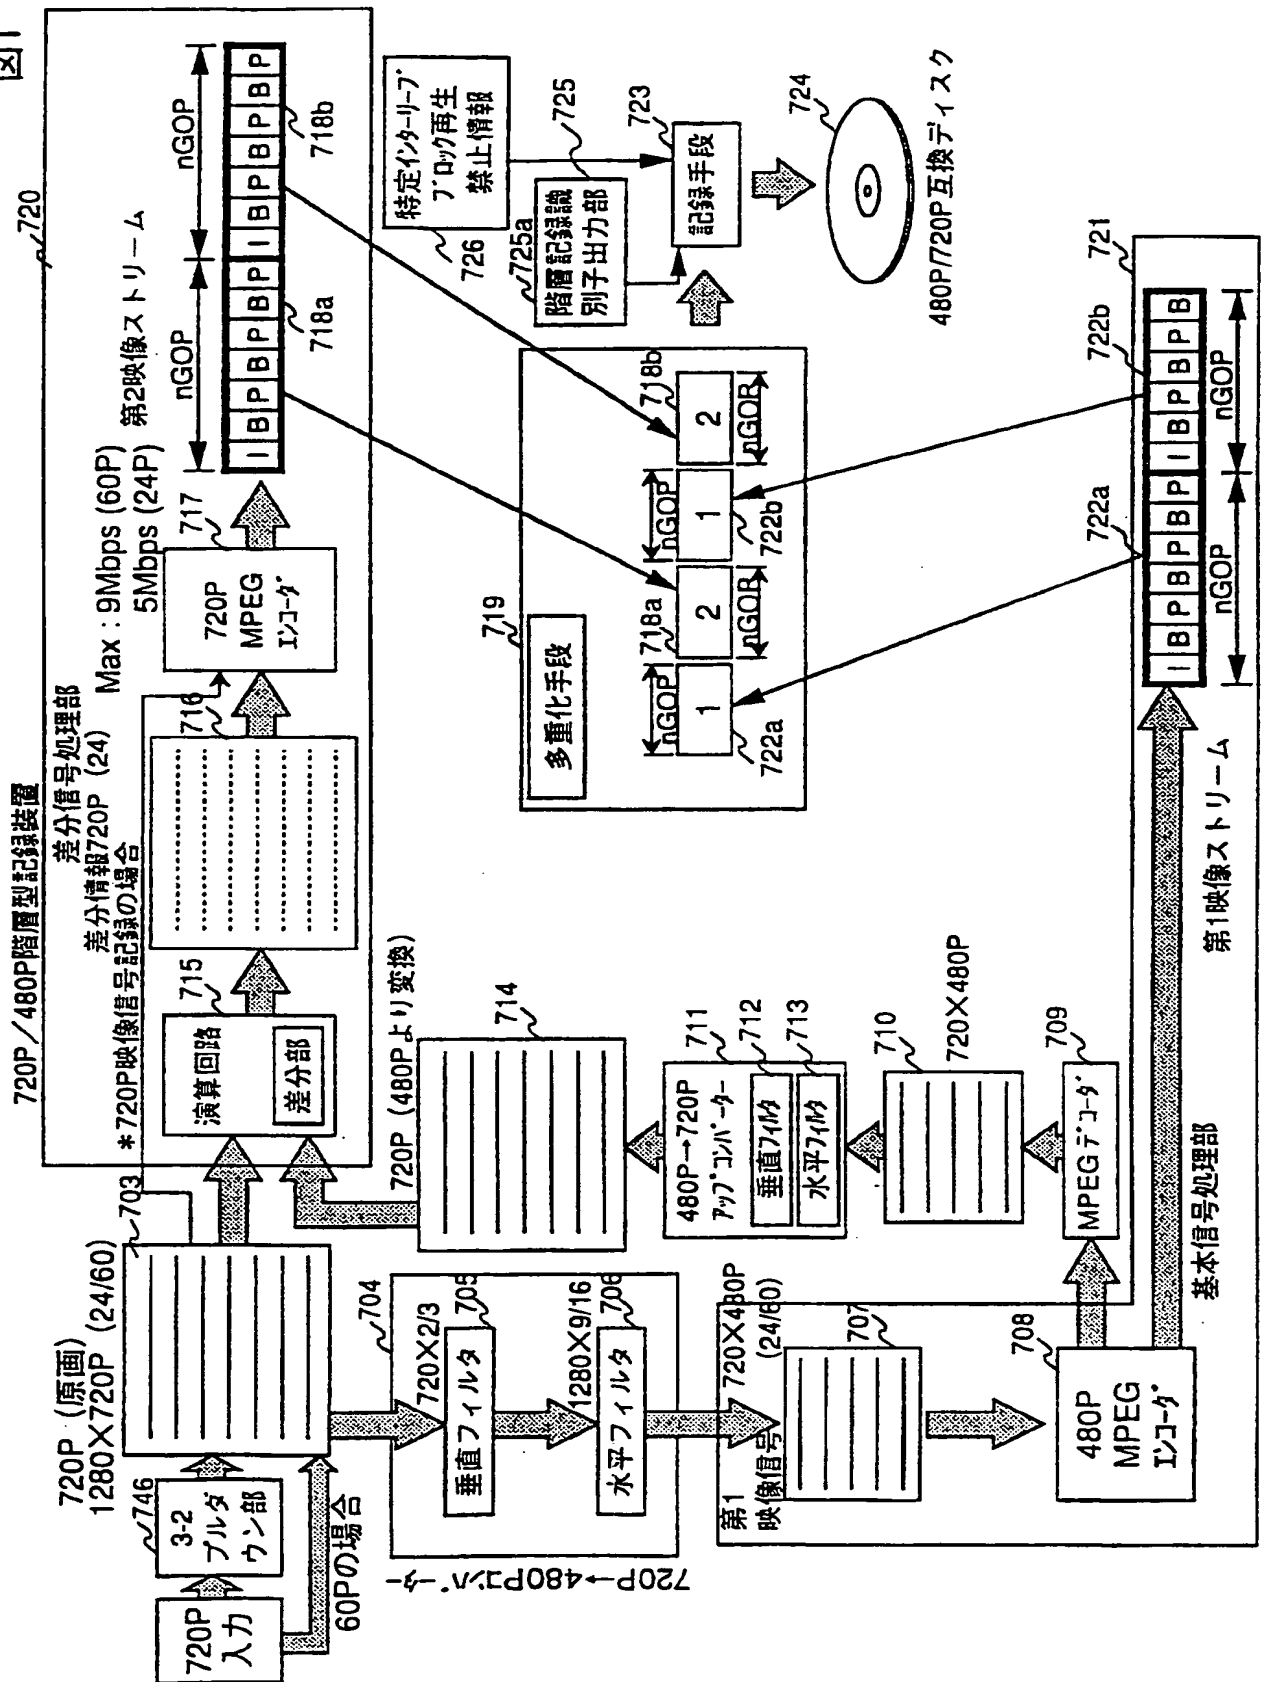 図1
720P/480P階層型記録装置
720
差分信号処理部
差分情報720P (24)
*720P映像信号記録の場合
720P
入力
746
3-2
プルダ
ウン部
60Pの場合
720P (原画)
1280×720P (24/60)
703
715
演算回路
差分部
716
Max : 9Mbps (60P)
5Mbps (24P)
717
720P
MPEG
エンコーダ
第2映像ストリーム
nGOP
nGOP
I B P B P B P I B P B P B P
718a
718b
720P→480Pコンバーター
704
720×2/3
705
垂直フィルタ
1280×9/16
706
水平フィルタ
720P (480Pより変換)
714
711
480P→720P
アップコンバーター
712
垂直フィルタ
713
水平フィルタ
710
720×480P
709
MPEGデコーダ
719
多重化手段
nGOP
718a
nGOP
nGOP
718b
nGOP
1
2
1
2
722a
722b
特定インターリーブ
ブロック再生
禁止情報
726
725a
725
階層記録識
別子出力部
723
記録手段
724
480P/720P互換ディスク
第1
映像信号
720×480P
(24/60)
707
708
480P
MPEG
エンコーダ
基本信号処理部
第1映像ストリーム
721
722a
722b
I B P B P B P I B P B P B
nGOP
nGOP